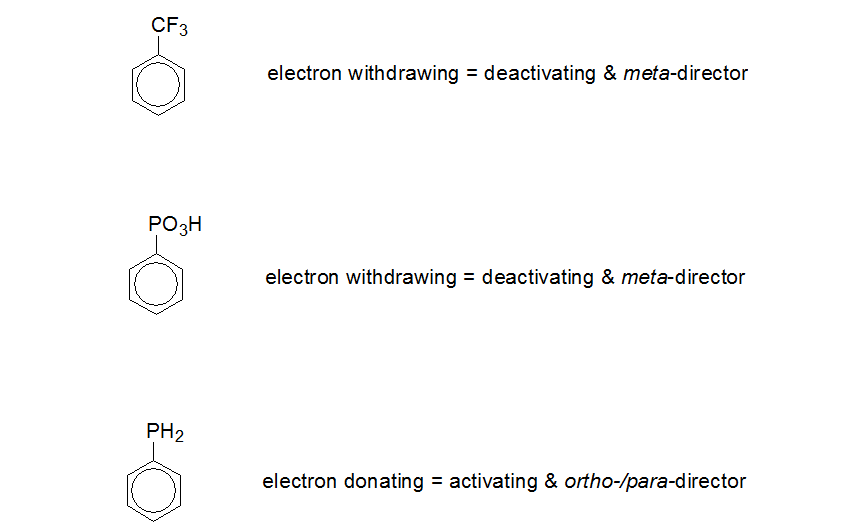 CF3
electron withdrawing = deactivating & meta-director
PO3H
electron withdrawing = deactivating & meta-director
PH2
electron donating = activating & ortho-/para-director